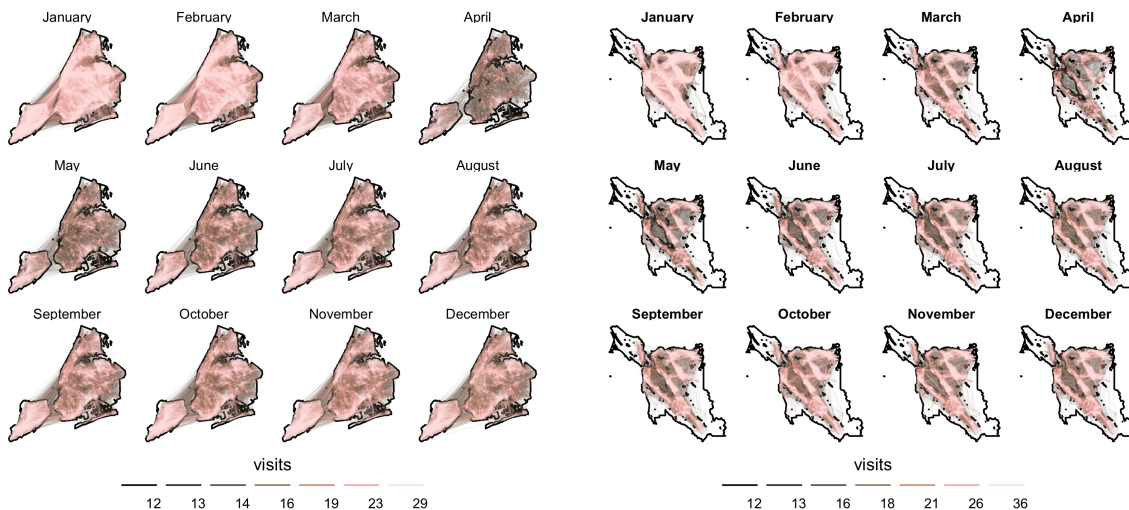 January February March April
May June July August
September October November December
visits
12 13 14 16 19 23 29
January February March April
May June July August
September October November December
visits
12 13 16 18 21 26 36